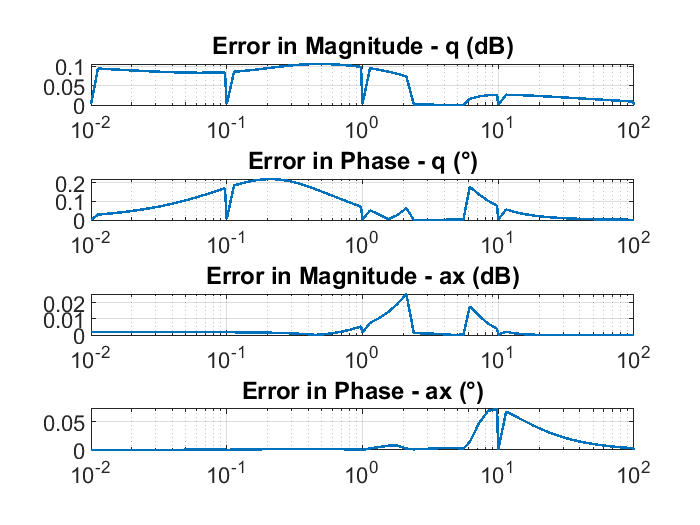 Error in Magnitude - q (dB)
0.1
0.05
0
10^-2 10^-1 10^0 10^1 10^2
Error in Phase - q (°)
0.2
0.1
0
10^-2 10^-1 10^0 10^1 10^2
Error in Magnitude - ax (dB)
0.02
0.01
0
10^-2 10^-1 10^0 10^1 10^2
Error in Phase - ax (°)
0.05
0
10^-2 10^-1 10^0 10^1 10^2